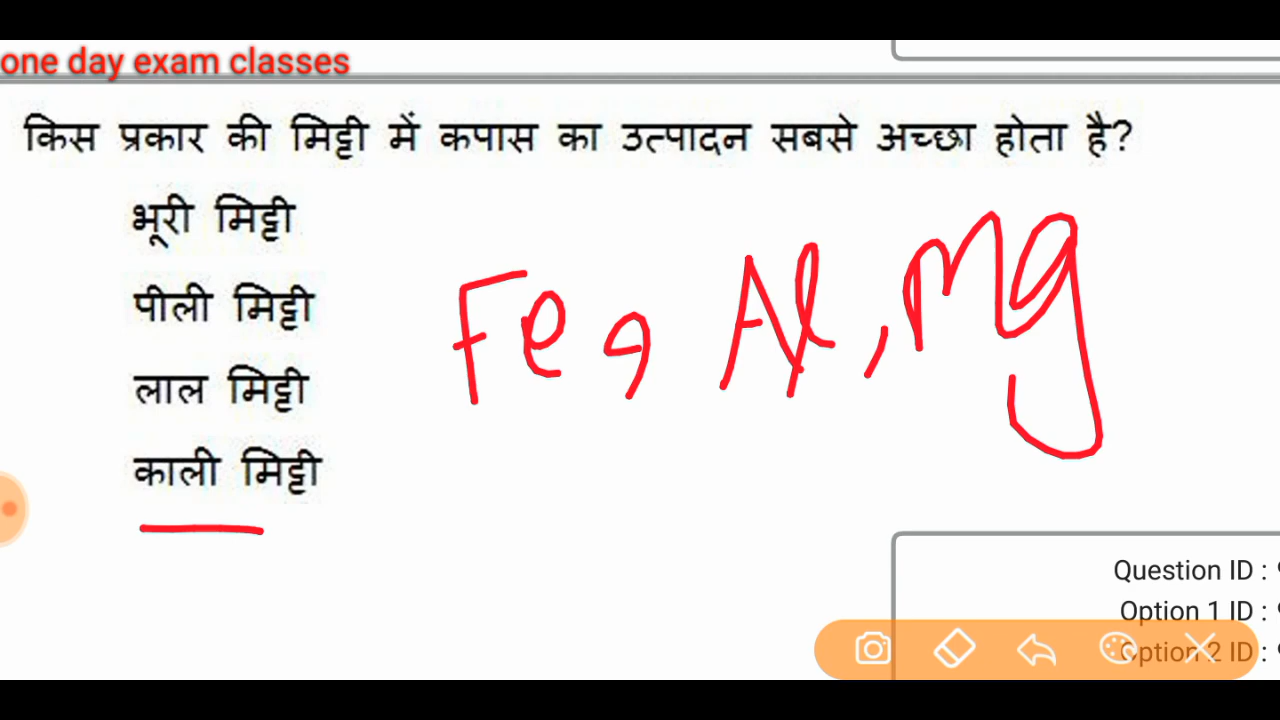 one day exam classes
किस प्रकार की मिट्टी में कपास का उत्पादन सबसे अच्छा होता है?
भूरी मिट्टी
पीली मिट्टी
Fe, Al, Mg
लाल मिट्टी
काली मिट्टी
Question ID :
Option 1 ID :
Option 2 ID :